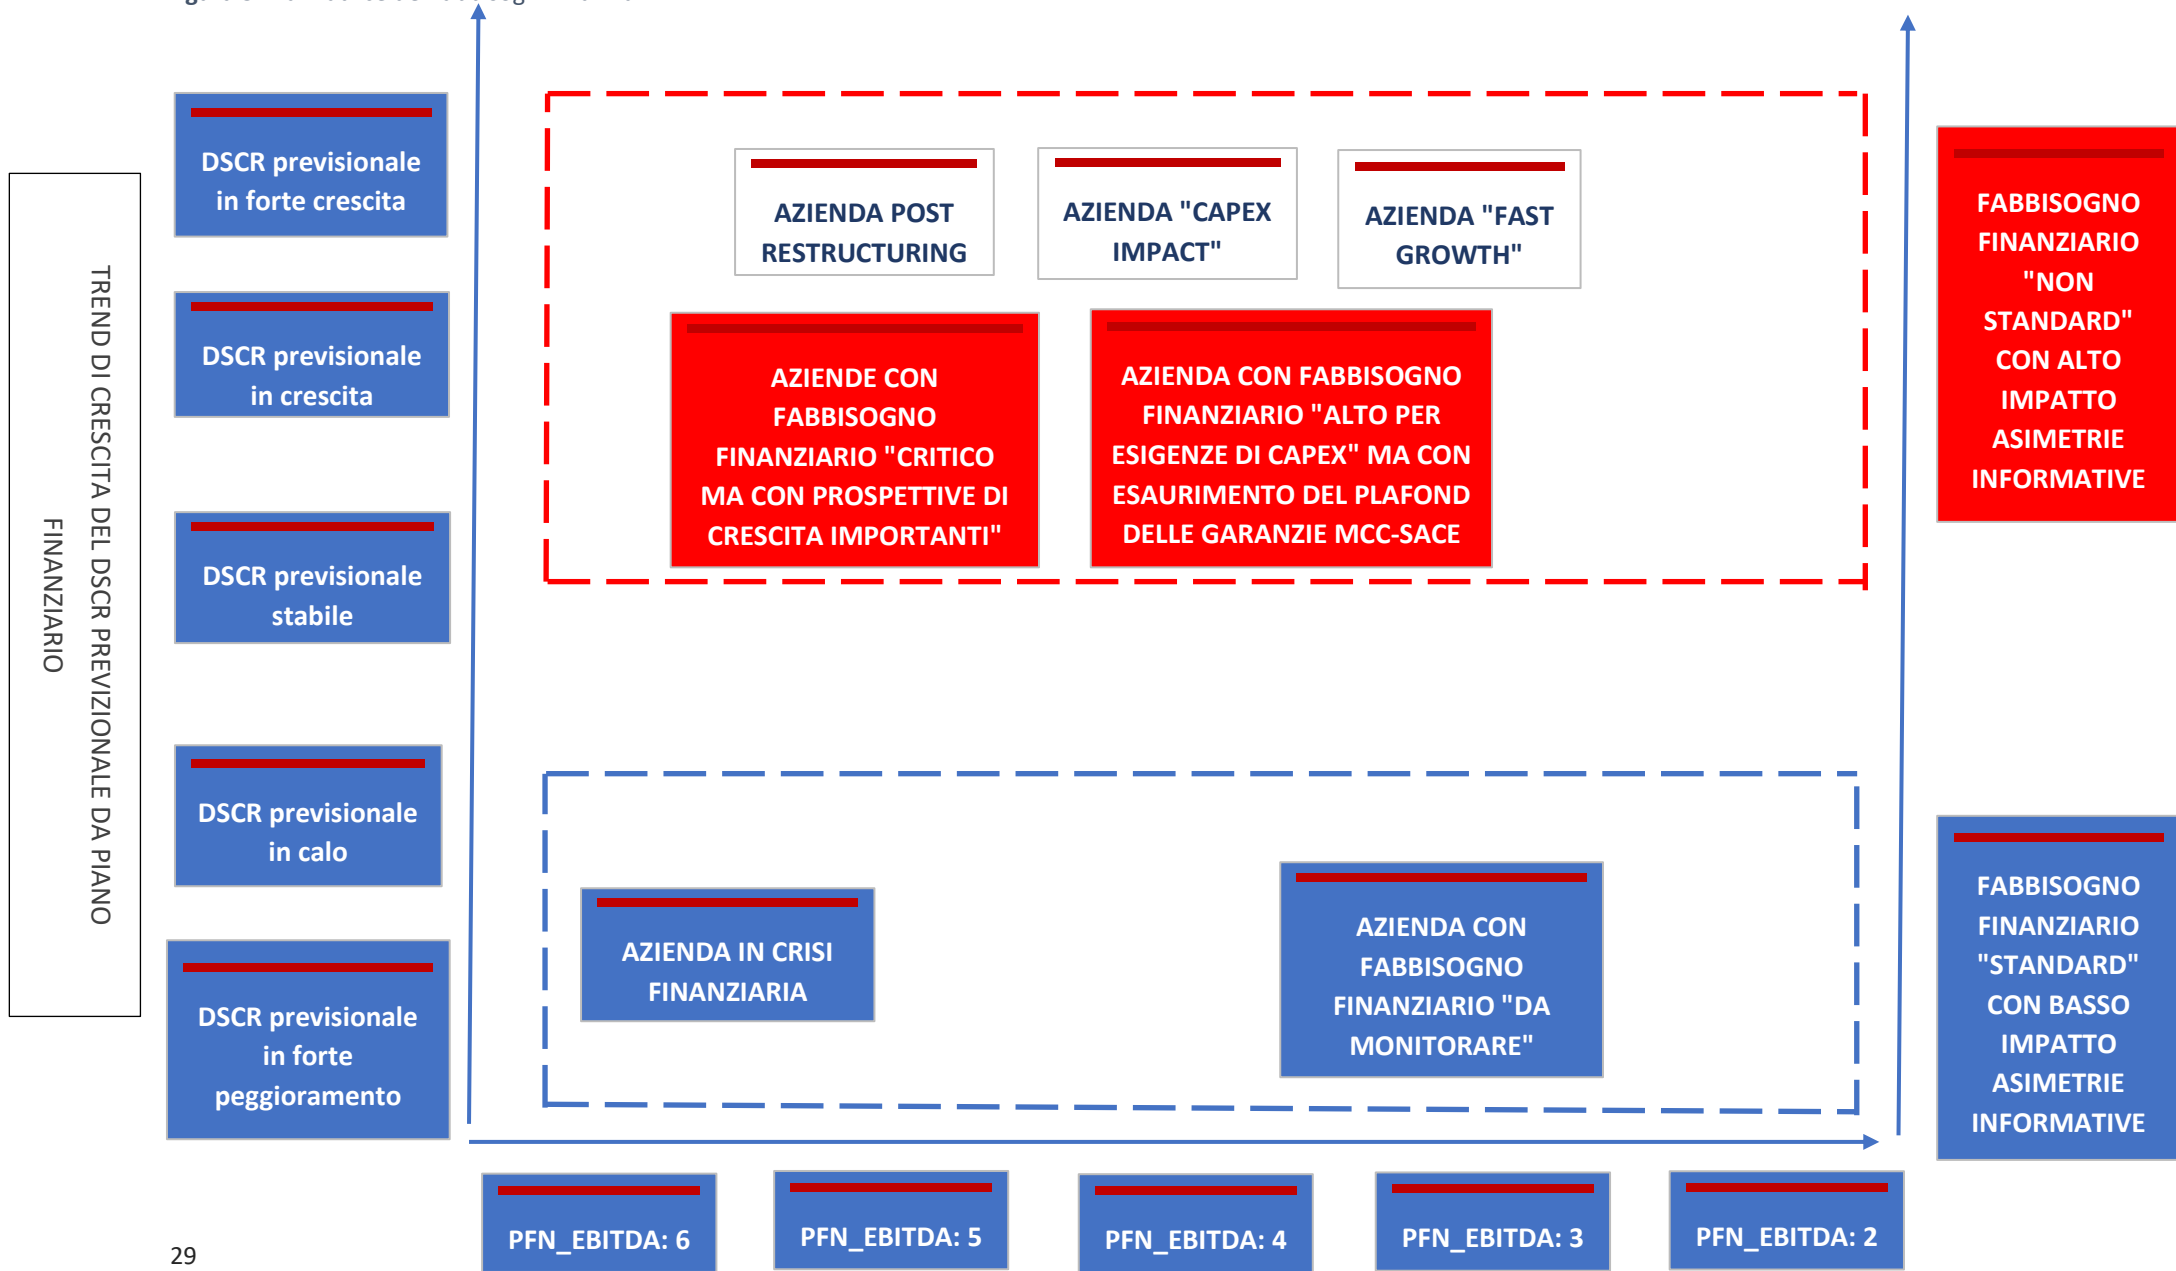 TREND DI CRESCITA DEL DSCR PREVIZIONALE DA PIANO
FINANZIARIO
DSCR previsionale
in forte crescita
DSCR previsionale
in crescita
DSCR previsionale
stabile
DSCR previsionale
in calo
DSCR previsionale
in forte
peggioramento
AZIENDA POST
RESTRUCTURING
AZIENDA "CAPEX
IMPACT"
AZIENDA "FAST
GROWTH"
AZIENDE CON
FABBISOGNO
FINANZIARIO "CRITICO
MA CON PROSPETTIVE DI
CRESCITA IMPORTANTI"
AZIENDA CON FABBISOGNO
FINANZIARIO "ALTO PER
ESIGENZE DI CAPEX" MA CON
ESAURIMENTO DEL PLAFOND
DELLE GARANZIE MCC-SACE
FABBISOGNO
FINANZIARIO
"NON
STANDARD"
CON ALTO
IMPATTO
ASIMETRIE
INFORMATIVE
AZIENDA IN CRISI
FINANZIARIA
AZIENDA CON
FABBISOGNO
FINANZIARIO "DA
MONITORARE"
FABBISOGNO
FINANZIARIO
"STANDARD"
CON BASSO
IMPATTO
ASIMETRIE
INFORMATIVE
PFN_EBITDA: 6
PFN_EBITDA: 5
PFN_EBITDA: 4
PFN_EBITDA: 3
PFN_EBITDA: 2
29